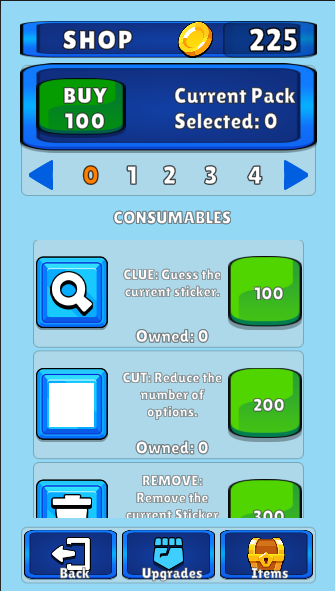 SHOP 225
BUY
100
Current Pack
Selected: 0
0 1 2 3 4
CONSUMABLES
CLUE: Guess the
current sticker.
100
Owned: 0
CUT: Reduce the
number of
options.
200
Owned: 0
REMOVE:
Remove the
current Sticker
300
Back Upgrades Items